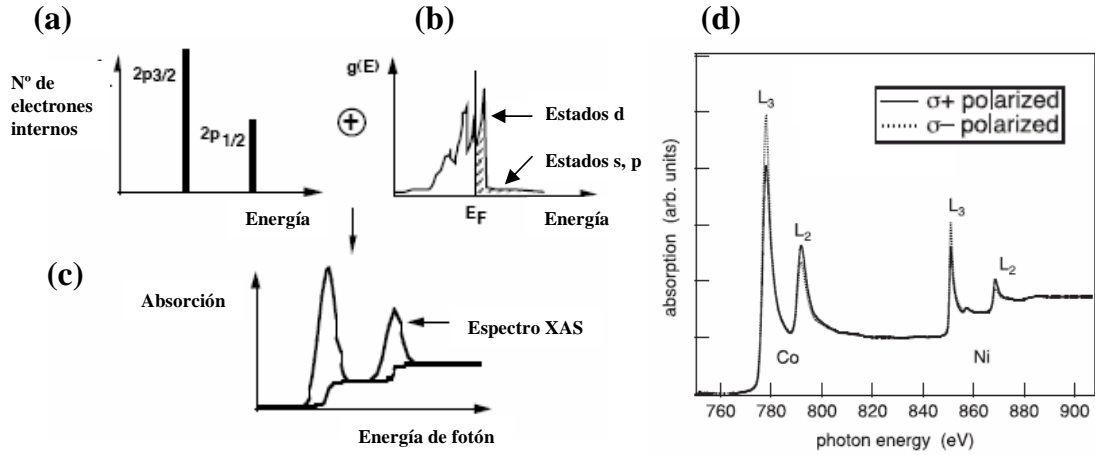 (a)
Nº de
electrones
internos
2p3/2
2p 1/2
Energía
(b)
g(E)
Estados d
Estados s, p
E F
Energía
(c)
Absorción
Espectro XAS
Energía de fotón
(d)
absorption (arb. units)
σ+ polarized
σ− polarized
L3
L2
L3
L2
Co
Ni
760 780 800 820 840 860 880 900
photon energy (eV)